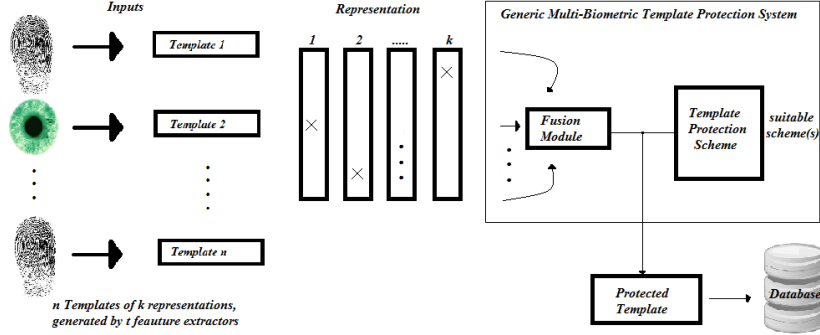 Inputs
Template 1
Template 2
Template n
n Templates of k representations,
generated by t feauture extractors
Representation
1 2 ..... k
Generic Multi-Biometric Template Protection System
Fusion
Module
Template
Protection
Scheme
suitable
scheme(s)
Protected
Template
Database